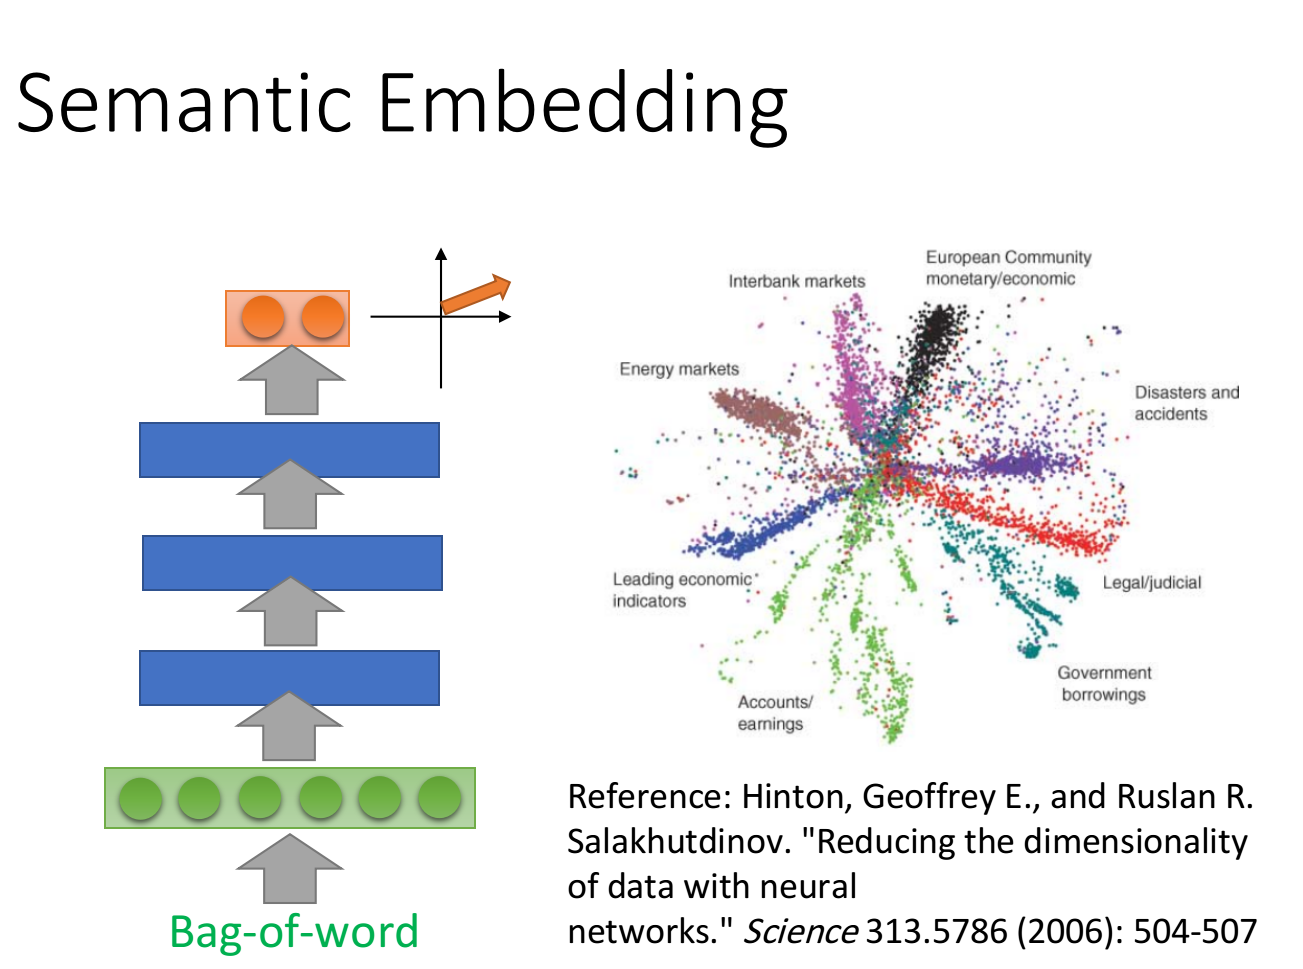 Semantic Embedding
Interbank markets
European Community
monetary/economic
Energy markets
Disasters and
accidents
Leading economic
indicators
Legal/judicial
Government
borrowings
Accounts/
earnings
Bag-of-word
Reference: Hinton, Geoffrey E., and Ruslan R.
Salakhutdinov. "Reducing the dimensionality
of data with neural
networks." Science 313.5786 (2006): 504-507